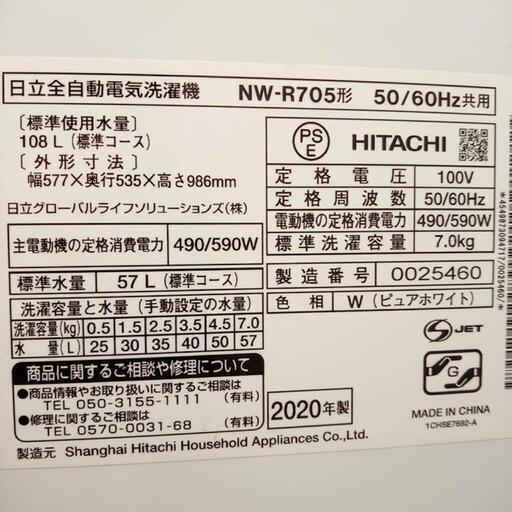 日立全自動電気洗濯機 NW-R705形 50/60Hz共用
〔標準使用水量〕
108L(標準コース)
〔外形寸法〕
幅577×奥行535×高さ986mm
日立グローバルライフソリューションズ(株)
主電動機の定格消費電力 490/590W
標準水量 57L(標準コース)
洗濯容量と水量(手動設定の水量)
洗濯容量(kg) 0.5 1.5 2.5 3.5 4.5 7.0
水量(L) 25 30 35 40 50 57
商品に関するご相談や修理について
●商品情報やお取り扱いに関するご相談
TEL 050-3155-1111 (有料)
●修理に関するご相談
TEL 0570-0031-68 (有料)
製造元 Shanghai Hitachi Household Appliances Co.,Ltd.
PSE HITACHI
定格電圧 100V
定格周波数 50/60Hz
電動機の定格消費電力 490/590W
標準洗濯容量 7.0kg
製造番号 0025460
色相 W(ピュアホワイト)
2020年製
S JET
G
MADE IN CHINA
1CHSE7692-A
*4549873096717/0025460/*